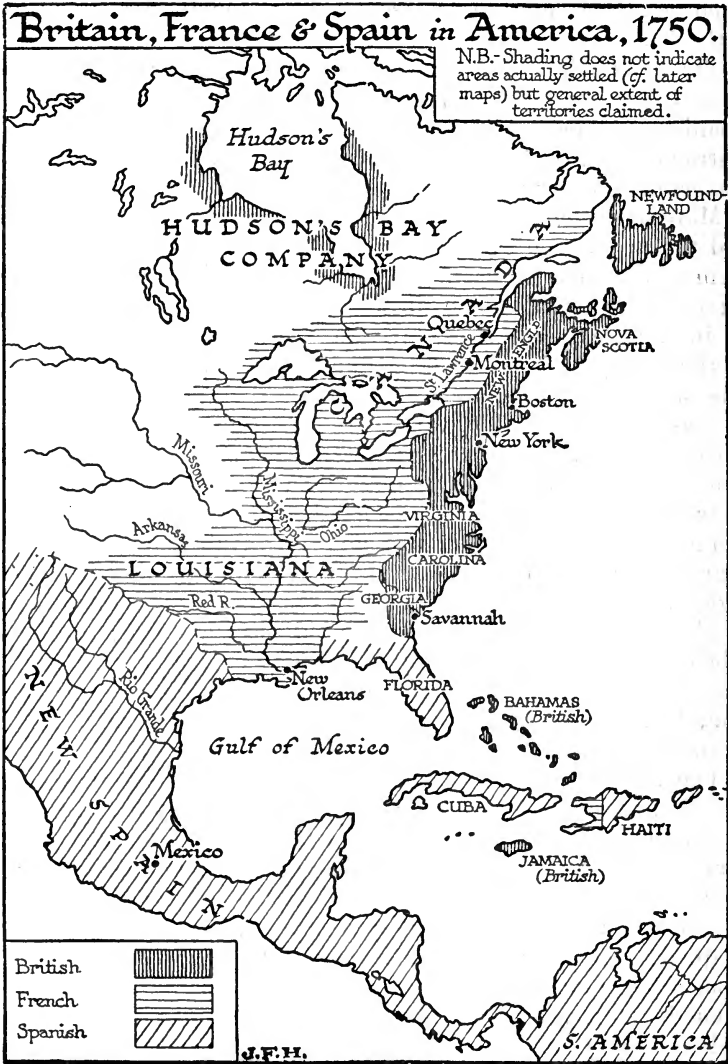 Britain, France & Spain in America, 1750.
N.B.- Shading does not indicate
areas actually settled (cf. later
maps) but general extent of
territories claimed.
Hudson's
Bay
NEWFOUND-
LAND
HUDSON'S BAY
COMPANY
CANADA
Quebec
NOVA
SCOTIA
St. Lawrence
Montreal
NEW ENGLD
Boston
New York
Missouri
Mississippi
Ohio
VIRGINIA
Arkansas
CAROLINA
LOUISIANA
Red R.
GEORGIA
Savannah
New
Orleans
FLORIDA
Rio Grande
NEW SPAIN
BAHAMAS
(British)
Gulf of Mexico
CUBA
HAITI
JAMAICA
(British)
Mexico
British
French
Spanish
J.F.H.
S. AMERICA